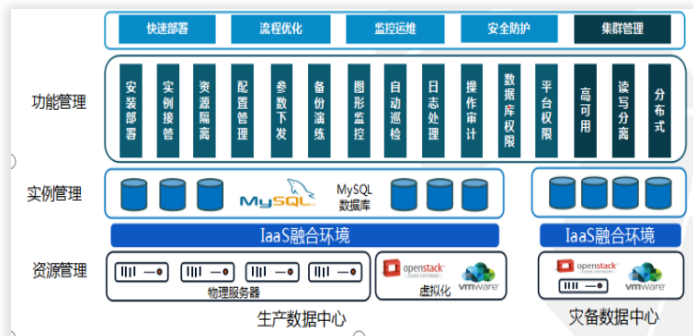 快速部署 流程优化 监控运维 安全防护 集群管理
功能管理
安装部署
实例接管
资源隔离
配置管理
参数下发
备份演练
图形监控
自动巡检
日志处理
操作审计
数据库权限
平台权限
高可用
读写分离
分布式
实例管理
MySQL
MySQL
数据库
IaaS融合环境 IaaS融合环境
资源管理
物理服务器
openstack
vmware
虚拟化
openstack
vmware
生产数据中心 灾备数据中心